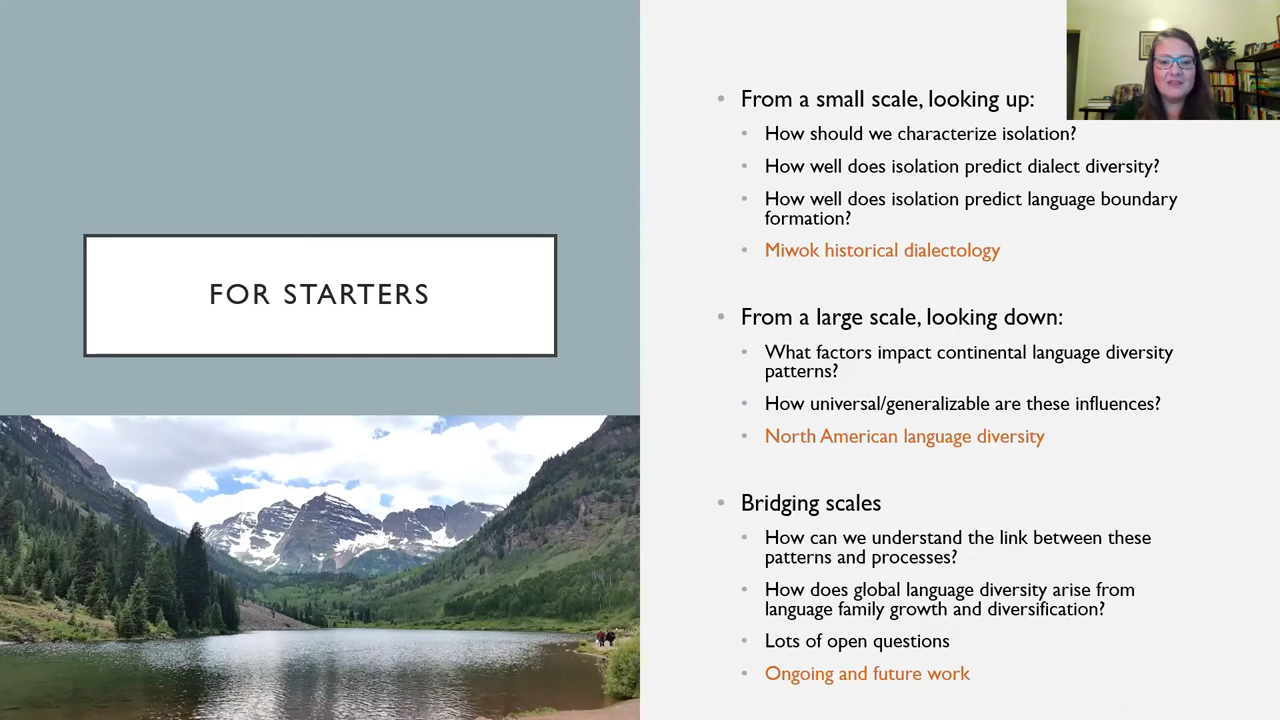 FOR STARTERS
• From a small scale, looking up:
• How should we characterize isolation?
• How well does isolation predict dialect diversity?
• How well does isolation predict language boundary
formation?
• Miwok historical dialectology
• From a large scale, looking down:
• What factors impact continental language diversity
patterns?
• How universal/generalizable are these influences?
• North American language diversity
• Bridging scales
• How can we understand the link between these
patterns and processes?
• How does global language diversity arise from
language family growth and diversification?
• Lots of open questions
• Ongoing and future work